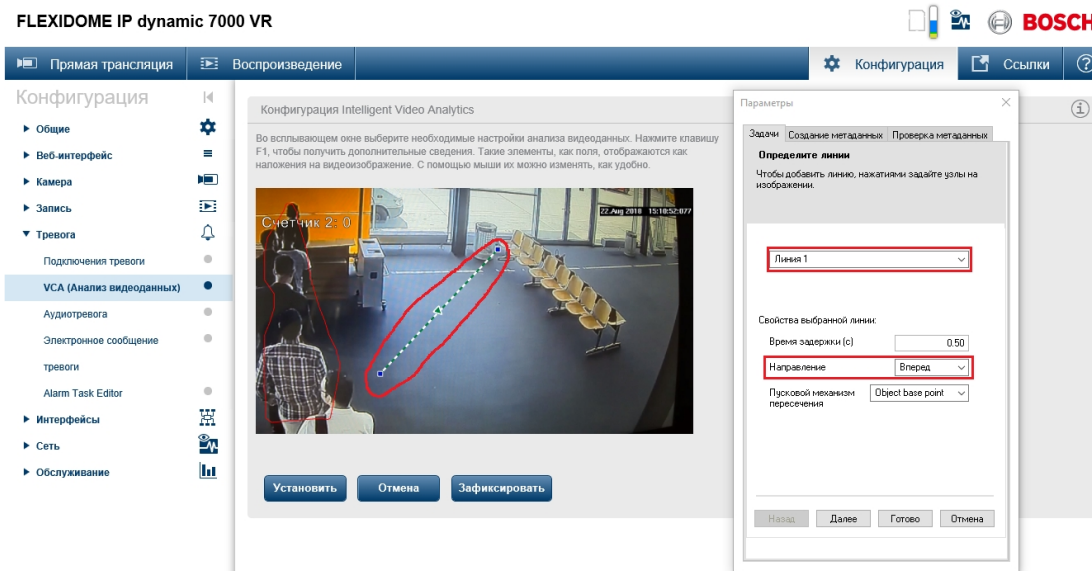 FLEXIDOME IP dynamic 7000 VR
BOSCH
Прямая трансляция
Воспроизведение
Конфигурация
Ссылки
Конфигурация
Общие
Веб-интерфейс
Камера
Запись
Тревога
Подключения тревоги
VCA (Анализ видеоданных)
Аудиотревога
Электронное сообщение
тревоги
Alarm Task Editor
Интерфейсы
Сеть
Обслуживание
Конфигурация Intelligent Video Analytics
Во всплывающем окне выберите необходимые настройки анализа видеоданных. Нажмите клавишу
F1, чтобы получить дополнительные сведения. Такие элементы, как поля, отображаются как
наложения на видеоизображение. С помощью мыши их можно изменять, как удобно.
22.Aug 2018 15:10:52:077
Счетчик 2: 0
Установить
Отмена
Зафиксировать
Параметры
Задачи
Создание метаданных
Проверка метаданных
Определите линии
Чтобы добавить линию, нажатиями задайте узлы на
изображении.
Линия 1
Свойства выбранной линии:
Время задержки (с) 0.50
Направление Вперед
Пусковой механизм Object base point
пересечения
Назад
Далее
Готово
Отмена